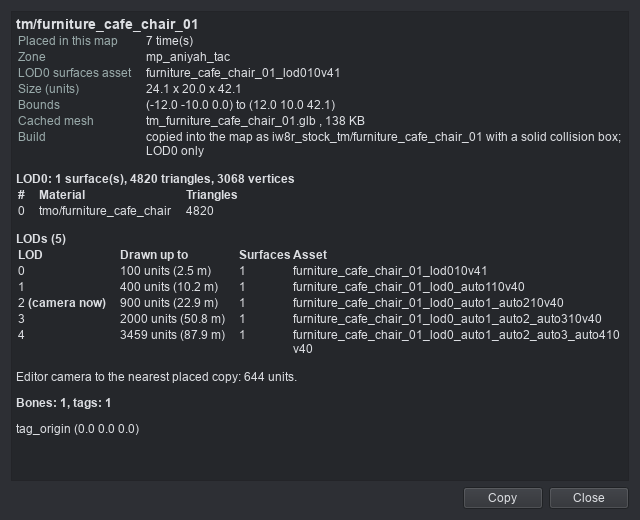 tm/furniture_cafe_chair_01
Placed in this map 7 time(s)
Zone mp_aniyah_tac
LOD0 surfaces asset furniture_cafe_chair_01_lod010v41
Size (units) 24.1 x 20.0 x 42.1
Bounds (-12.0 -10.0 0.0) to (12.0 10.0 42.1)
Cached mesh tm_furniture_cafe_chair_01.glb , 138 KB
Build copied into the map as iw8r_stock_tm/furniture_cafe_chair_01 with a solid collision box;
LOD0 only
LOD0: 1 surface(s), 4820 triangles, 3068 vertices
# Material Triangles
0 tmo/furniture_cafe_chair 4820
LODs (5)
LOD Drawn up to Surfaces Asset
0 100 units (2.5 m) 1 furniture_cafe_chair_01_lod010v41
1 400 units (10.2 m) 1 furniture_cafe_chair_01_lod0_auto110v40
2 (camera now) 900 units (22.9 m) 1 furniture_cafe_chair_01_lod0_auto1_auto210v40
3 2000 units (50.8 m) 1 furniture_cafe_chair_01_lod0_auto1_auto2_auto310v40
4 3459 units (87.9 m) 1 furniture_cafe_chair_01_lod0_auto1_auto2_auto3_auto410
v40
Editor camera to the nearest placed copy: 644 units.
Bones: 1, tags: 1
tag_origin (0.0 0.0 0.0)
Copy Close